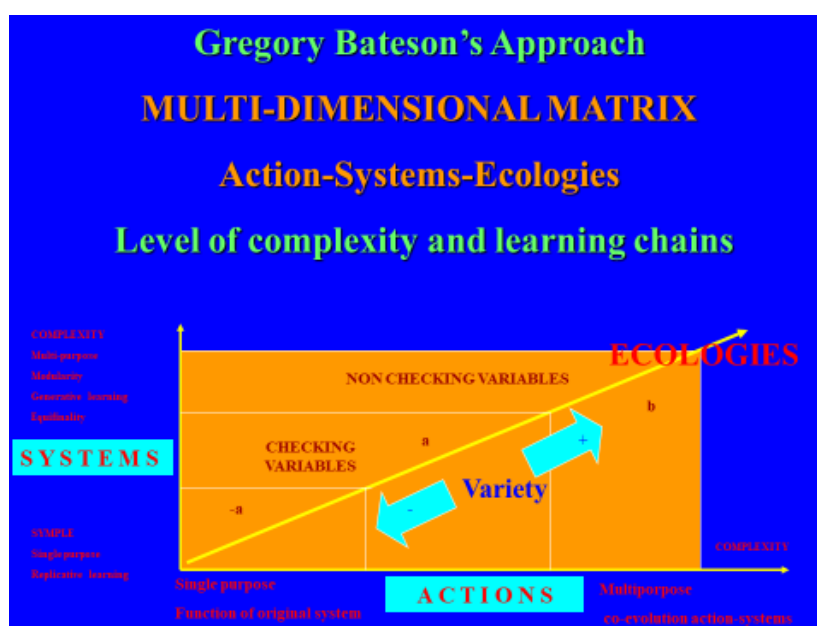 Gregory Bateson's Approach
MULTI-DIMENSIONAL MATRIX
Action-Systems-Ecologies
Level of complexity and learning chains
COMPLEXITY
Multi-purpose
Modularity
Generative learning
Equifinality
SYSTEMS
SYMPLE
Single purpose
Replicative learning
ECOLOGIES
NON CHECKING VARIABLES
b
a
CHECKING
VARIABLES
+
Variety
-
-a
COMPLEXITY
Single purpose
Function of original system
ACTIONS
Multiporpose
co-evolution action-systems